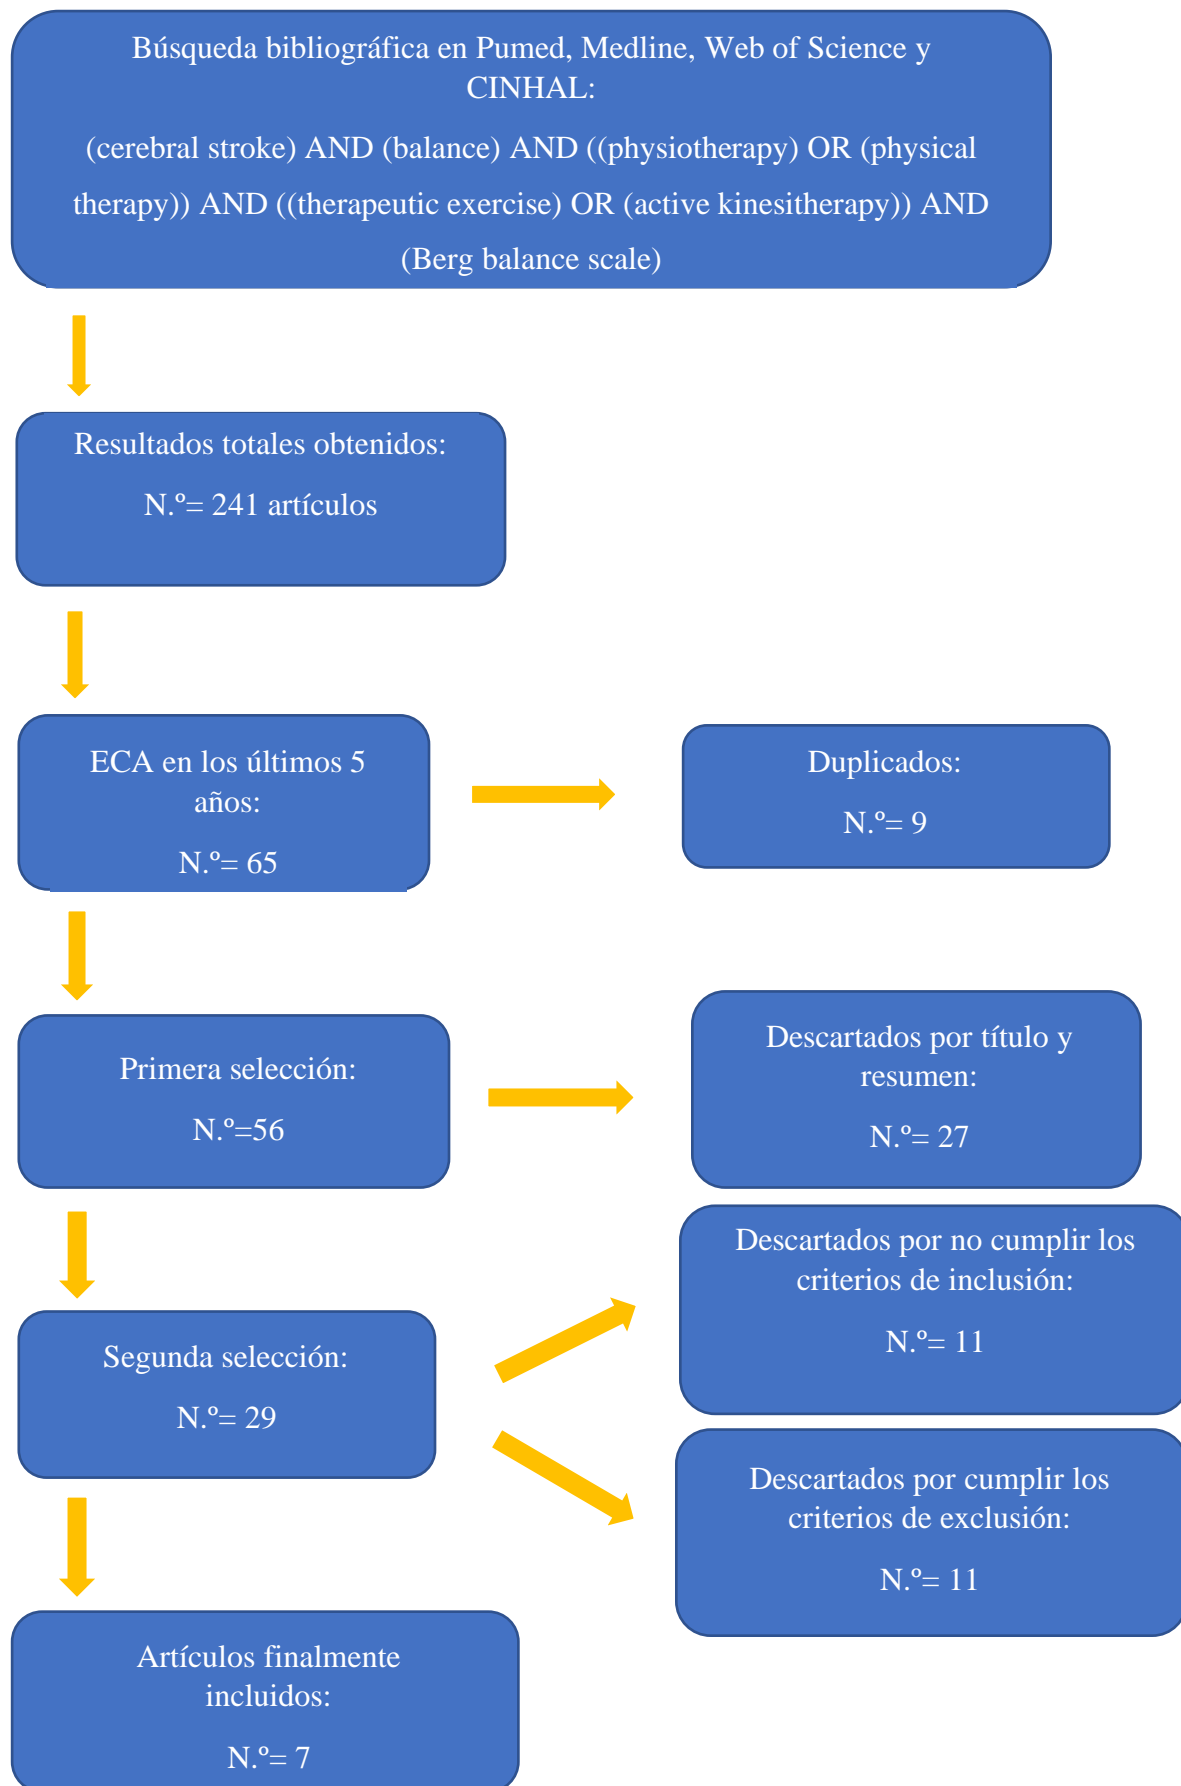 Búsqueda bibliográfica en Pumed, Medline, Web of Science y
CINHAL:
(cerebral stroke) AND (balance) AND ((physiotherapy) OR (physical
therapy)) AND ((therapeutic exercise) OR (active kinesitherapy)) AND
(Berg balance scale)
Resultados totales obtenidos:
N.º= 241 artículos
ECA en los últimos 5
años:
N.º= 65
Duplicados:
N.º= 9
Primera selección:
N.º=56
Descartados por título y
resumen:
N.º= 27
Segunda selección:
N.º= 29
Descartados por no cumplir los
criterios de inclusión:
N.º= 11
Descartados por cumplir los
criterios de exclusión:
N.º= 11
Artículos finalmente
incluidos:
N.º= 7